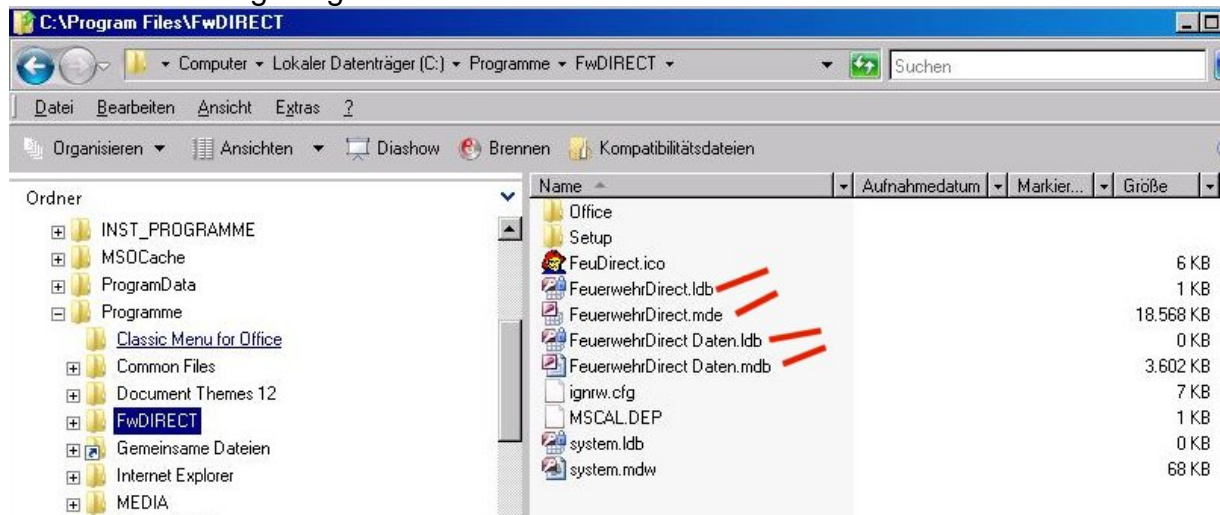 C:\Program Files\FwDIRECT
Computer Lokaler Datenträger (C:) Programme FwDIRECT
Suchen
Datei Bearbeiten Ansicht Extras ?
Organisieren Ansichten Diashow Brennen Kompatibilitätsdateien
Ordner
INST_PROGRAMME
MSOCache
ProgramData
Programme
Classic Menu for Office
Common Files
Document Themes 12
FwDIRECT
Gemeinsame Dateien
Internet Explorer
MEDIA
Name Aufnahmedatum Markier... Größe
Office
Setup
FeuDirect.ico 6 KB
FeuerwehrDirect.ldb 1 KB
FeuerwehrDirect.mde 18.568 KB
FeuerwehrDirect Daten.ldb 0 KB
FeuerwehrDirect Daten.mdb 3.602 KB
ignrw.cfg 7 KB
MSCAL.DEP 1 KB
system.ldb 0 KB
system.mdw 68 KB